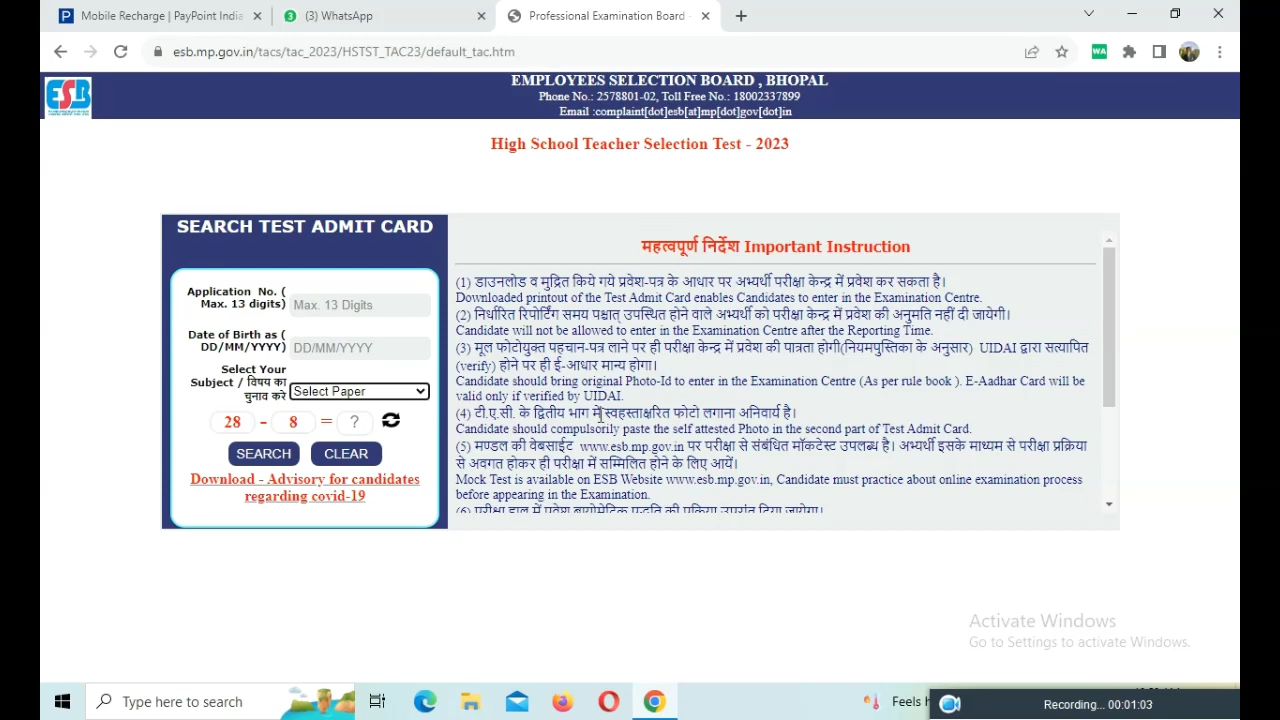 Mobile Recharge | PayPoint India
(3) WhatsApp
Professional Examination Board -
esb.mp.gov.in/tacs/tac_2023/HSTST_TAC23/default_tac.htm
WA
ESB
EMPLOYEES SELECTION BOARD , BHOPAL
Phone No.: 2578801-02, Toll Free No.: 18002337899
Email :complaint[dot]esb[at]mp[dot]gov[dot]in
High School Teacher Selection Test - 2023
SEARCH TEST ADMIT CARD
Application No. (
Max. 13 digits)
Max. 13 Digits
Date of Birth as (
DD/MM/YYYY)
DD/MM/YYYY
Select Your
Subject / विषय का
चुनाव करे
Select Paper
28 - 8 = ?
SEARCH CLEAR
Download - Advisory for candidates
regarding covid-19
महत्वपूर्ण निर्देश Important Instruction
(1) डाउनलोड व मुद्रित किये गये प्रवेश-पत्र के आधार पर अभ्यर्थी परीक्षा केन्द्र में प्रवेश कर सकता है।
Downloaded printout of the Test Admit Card enables Candidates to enter in the Examination Centre.
(2) निर्धारित रिपोर्टिंग समय पश्चात् उपस्थित होने वाले अभ्यर्थी को परीक्षा केन्द्र में प्रवेश की अनुमति नहीं दी जायेगी।
Candidate will not be allowed to enter in the Examination Centre after the Reporting Time.
(3) मूल फोटोयुक्त पहचान-पत्र लाने पर ही परीक्षा केन्द्र में प्रवेश की पात्रता होगी(नियमपुस्तिका के अनुसार) UIDAI द्वारा सत्यापित
(verify) होने पर ही ई-आधार मान्य होगा।
Candidate should bring original Photo-Id to enter in the Examination Centre (As per rule book ). E-Aadhar Card will be
valid only if verified by UIDAI.
(4) टी.ए.सी. के द्वितीय भाग में स्वहस्ताक्षरित फोटो लगाना अनिवार्य है।
Candidate should compulsorily paste the self attested Photo in the second part of Test Admit Card.
(5) मण्डल की वेबसाईट www.esb.mp.gov.in पर परीक्षा से संबंधित मॉकटेस्ट उपलब्ध है। अभ्यर्थी इसके माध्यम से परीक्षा प्रक्रिया
से अवगत होकर ही परीक्षा में सम्मिलित होने के लिए आयें।
Mock Test is available on ESB Website www.esb.mp.gov.in, Candidate must practice about online examination process
before appearing in the Examination.
(6) परीक्षा हाल में प्रवेश बायोमेट्रिक पद्धति की प्रक्रिया उपरांत दिया जायेगा।
Activate Windows
Go to Settings to activate Windows.
Type here to search
Feels
Recording... 00:01:03